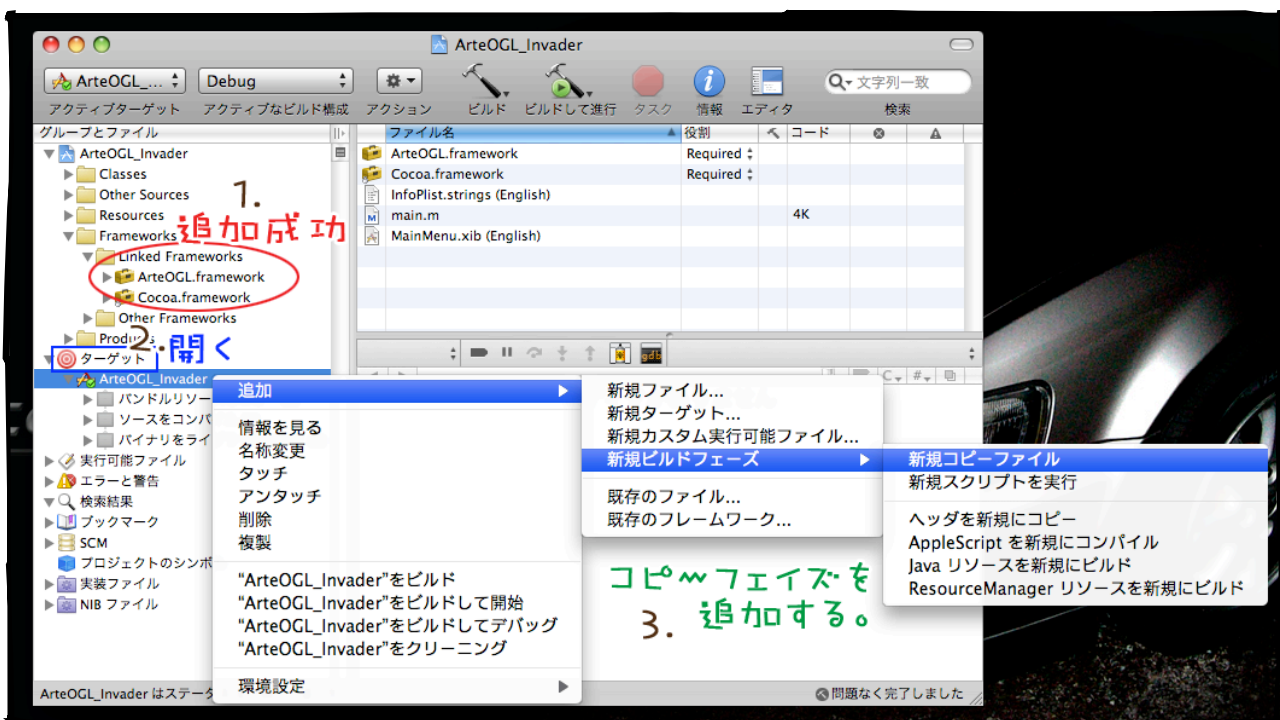 ArteOGL_Invader
ArteOGL_...
Debug
文字列一致
アクティブターゲット
アクティブなビルド構成
アクション
ビルド
ビルドして進行
タスク
情報
エディタ
検索
グループとファイル
ArteOGL_Invader
Classes
Other Sources
Resources
Frameworks
Linked Frameworks
ArteOGL.framework
Cocoa.framework
Other Frameworks
Products
ターゲット
ArteOGL_Invader
バンドルリソー
ソースをコンパ
バイナリをライ
実行可能ファイル
エラーと警告
検索結果
ブックマーク
SCM
プロジェクトのシンボ
実装ファイル
NIB ファイル
1.
追加成功
2.開く
ファイル名
役割
コード
ArteOGL.framework
Required
Cocoa.framework
Required
InfoPlist.strings (English)
main.m
4K
MainMenu.xib (English)
gdb
C
#
追加
情報を見る
名称変更
タッチ
アンタッチ
削除
複製
“ArteOGL_Invader”をビルド
“ArteOGL_Invader”をビルドして開始
“ArteOGL_Invader”をビルドしてデバッグ
“ArteOGL_Invader”をクリーニング
環境設定
新規ファイル...
新規ターゲット...
新規カスタム実行可能ファイル...
新規ビルドフェーズ
既存のファイル...
既存のフレームワーク...
新規コピーファイル
新規スクリプトを実行
ヘッダを新規にコピー
AppleScript を新規にコンパイル
Java リソースを新規にビルド
ResourceManager リソースを新規にビルド
コピ〜フェイズを
3. 追加する。
ArteOGL_Invader はステータ
問題なく完了しました